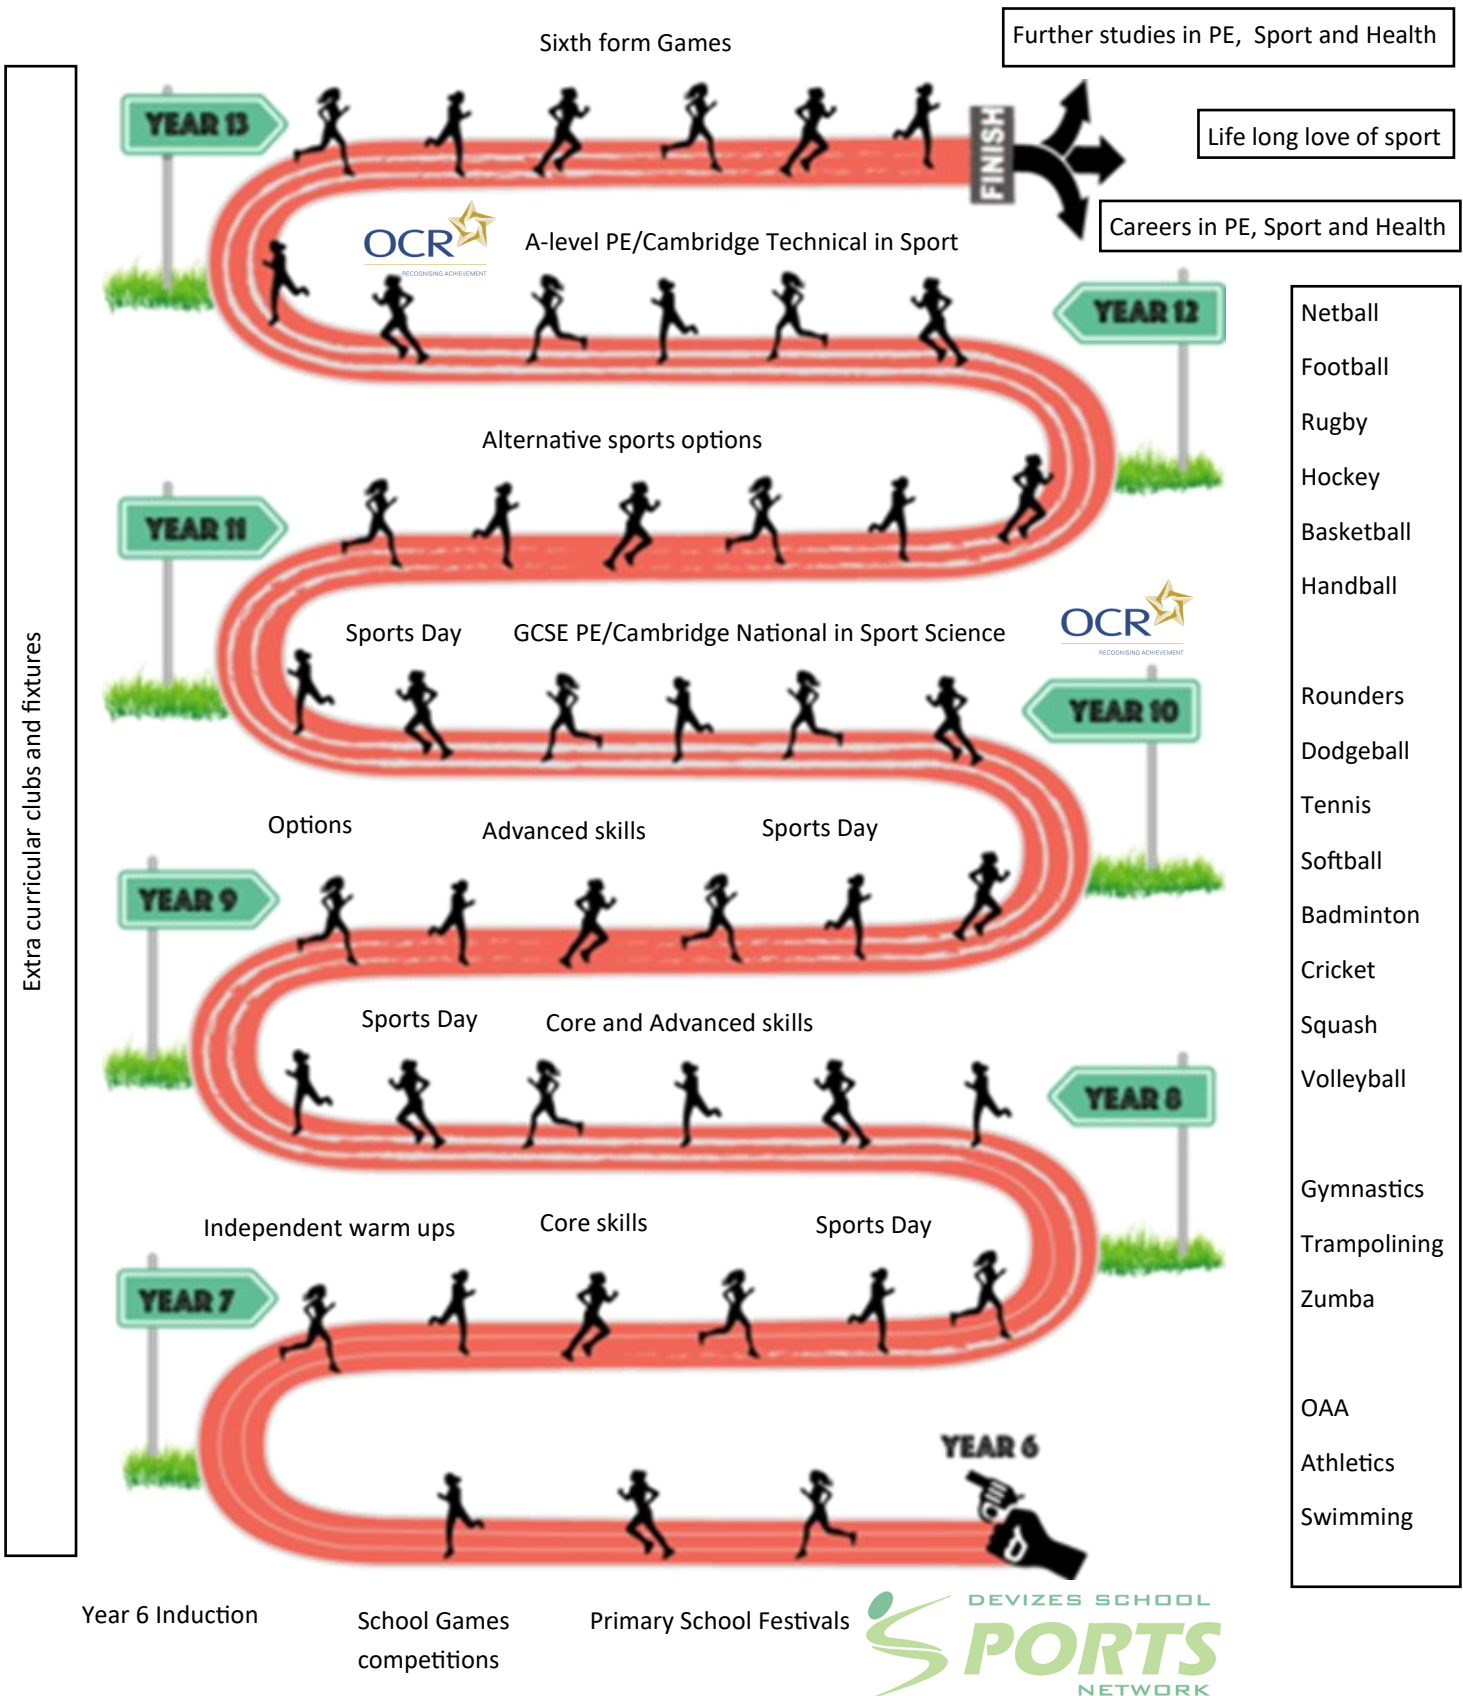 Sixth form Games
Further studies in PE,  Sport and Health
YEAR 13
FINISH
Life long love of sport
Careers in PE, Sport and Health
OCR
RECOGNISING ACHIEVEMENT
A-level PE/Cambridge Technical in Sport
YEAR 12
Alternative sports options
YEAR 11
Sports Day
GCSE PE/Cambridge National in Sport Science
OCR
RECOGNISING ACHIEVEMENT
YEAR 10
Options
Advanced skills
Sports Day
YEAR 9
Sports Day
Core and Advanced skills
YEAR 8
Independent warm ups
Core skills
Sports Day
YEAR 7
YEAR 6
Extra curricular clubs and fixtures
Netball
Football
Rugby
Hockey
Basketball
Handball
Rounders
Dodgeball
Tennis
Softball
Badminton
Cricket
Squash
Volleyball
Gymnastics
Trampolining
Zumba
OAA
Athletics
Swimming
Year 6 Induction
School Games
competitions
Primary School Festivals
DEVIZES SCHOOL
SPORTS
NETWORK